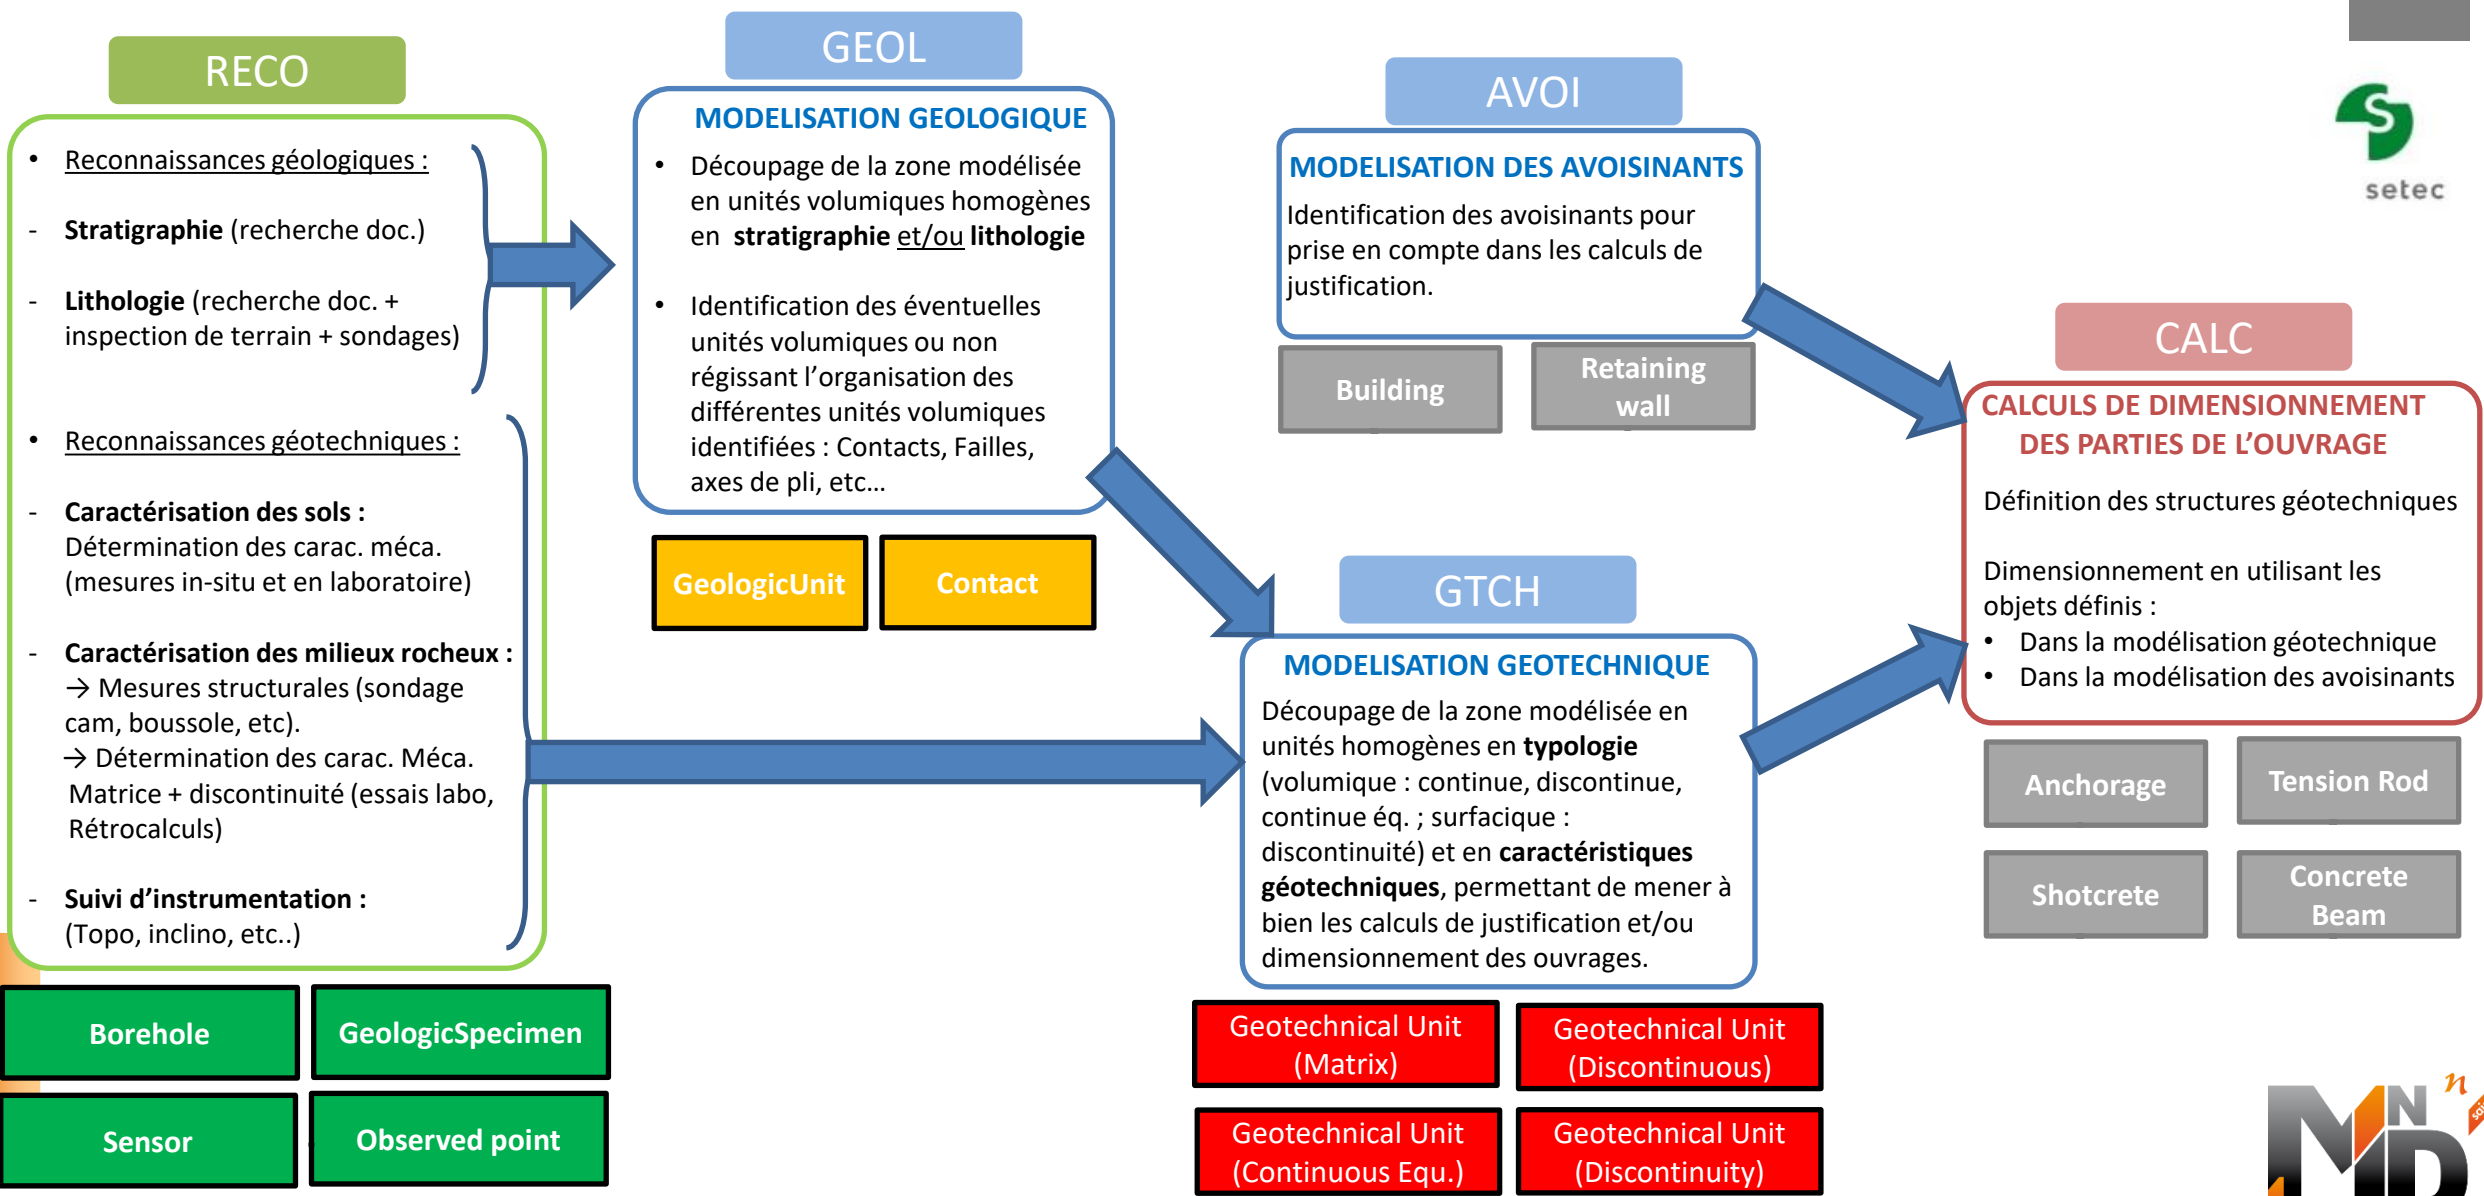 RECO
• Reconnaissances géologiques :
- Stratigraphie (recherche doc.)
- Lithologie (recherche doc. +
inspection de terrain + sondages)
• Reconnaissances géotechniques :
- Caractérisation des sols :
Détermination des carac. méca.
(mesures in-situ et en laboratoire)
- Caractérisation des milieux rocheux :
→ Mesures structurales (sondage
cam, boussole, etc).
→ Détermination des carac. Méca.
Matrice + discontinuité (essais labo,
Rétrocalculs)
- Suivi d’instrumentation :
(Topo, inclino, etc..)
Borehole
GeologicSpecimen
Sensor
Observed point
GEOL
MODELISATION GEOLOGIQUE
• Découpage de la zone modélisée
en unités volumiques homogènes
en stratigraphie et/ou lithologie
• Identification des éventuelles
unités volumiques ou non
régissant l’organisation des
différentes unités volumiques
identifiées : Contacts, Failles,
axes de pli, etc…
GeologicUnit
Contact
AVOI
MODELISATION DES AVOISINANTS
Identification des avoisinants pour
prise en compte dans les calculs de
justification.
Building
Retaining
wall
GTCH
MODELISATION GEOTECHNIQUE
Découpage de la zone modélisée en
unités homogènes en typologie
(volumique : continue, discontinue,
continue éq. ; surfacique :
discontinuité) et en caractéristiques
géotechniques, permettant de mener à
bien les calculs de justification et/ou
dimensionnement des ouvrages.
Geotechnical Unit
(Matrix)
Geotechnical Unit
(Discontinuous)
Geotechnical Unit
(Continuous Equ.)
Geotechnical Unit
(Discontinuity)
S
setec
CALC
CALCULS DE DIMENSIONNEMENT
DES PARTIES DE L’OUVRAGE
Définition des structures géotechniques
Dimensionnement en utilisant les
objets définis :
• Dans la modélisation géotechnique
• Dans la modélisation des avoisinants
Anchorage
Tension Rod
Shotcrete
Concrete
Beam
MND
n